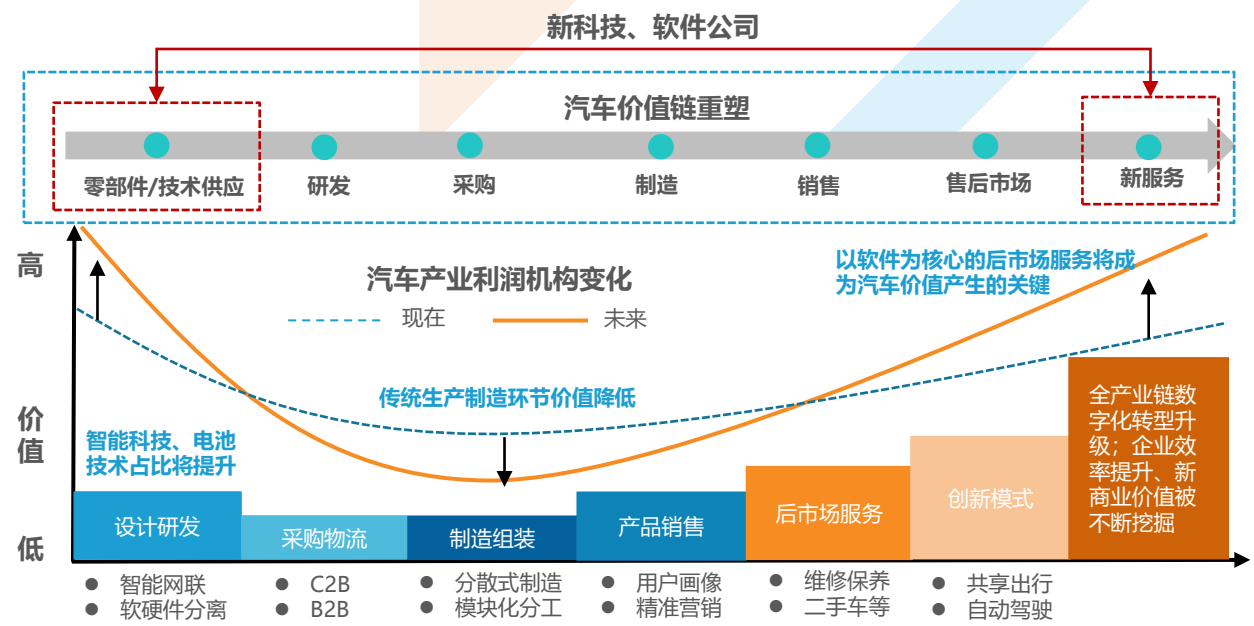 新科技、软件公司
汽车价值链重塑
零部件/技术供应
研发
采购
制造
销售
售后市场
新服务
高
价
值
低
汽车产业利润机构变化
现在
未来
以软件为核心的后市场服务将成
为汽车价值产生的关键
传统生产制造环节价值降低
智能科技、电池
技术占比将提升
设计研发
采购物流
制造组装
产品销售
后市场服务
创新模式
全产业链数
字化转型升
级；企业效
率提升、新
商业价值被
不断挖掘
● 智能网联
● 软硬件分离
● C2B
● B2B
● 分散式制造
● 模块化分工
● 用户画像
● 精准营销
● 维修保养
● 二手车等
● 共享出行
● 自动驾驶